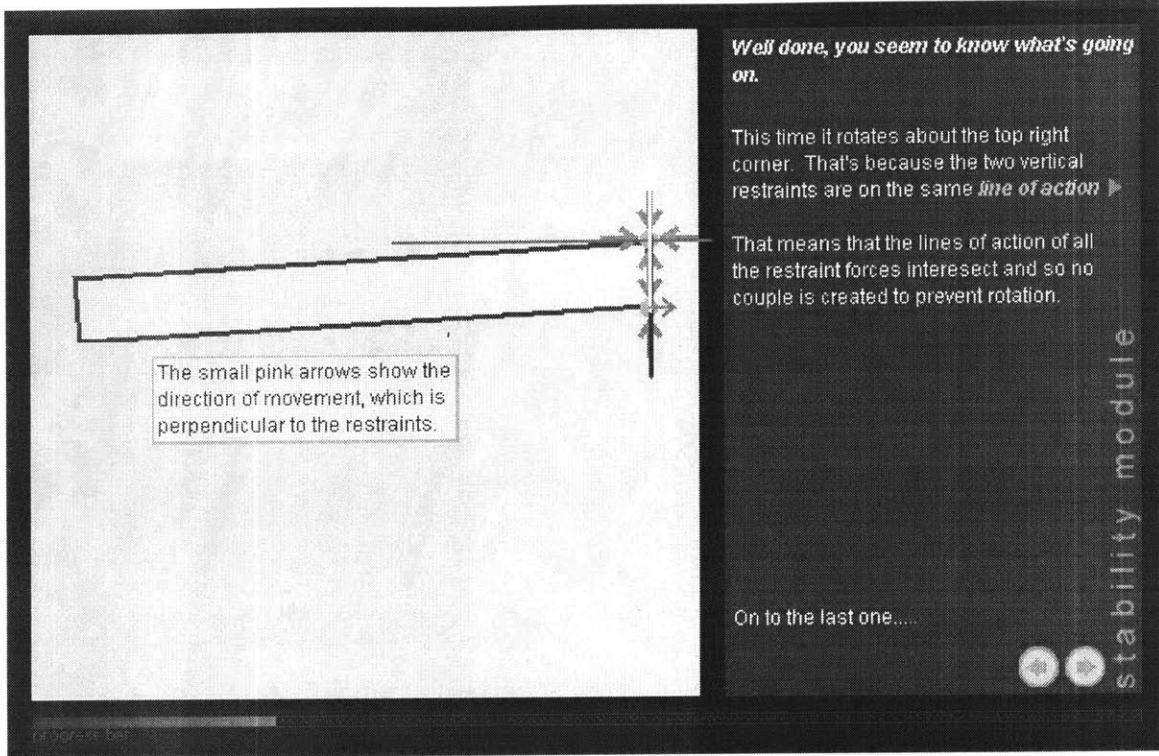 Well done, you seem to know what's going
on.
This time it rotates about the top right
corner. That's because the two vertical
restraints are on the same line of action
That means that the lines of action of all
the restraint forces interesect and so no
couple is created to prevent rotation.
The small pink arrows show the
direction of movement, which is
perpendicular to the restraints.
On to the last one.....
stability module
progress bar